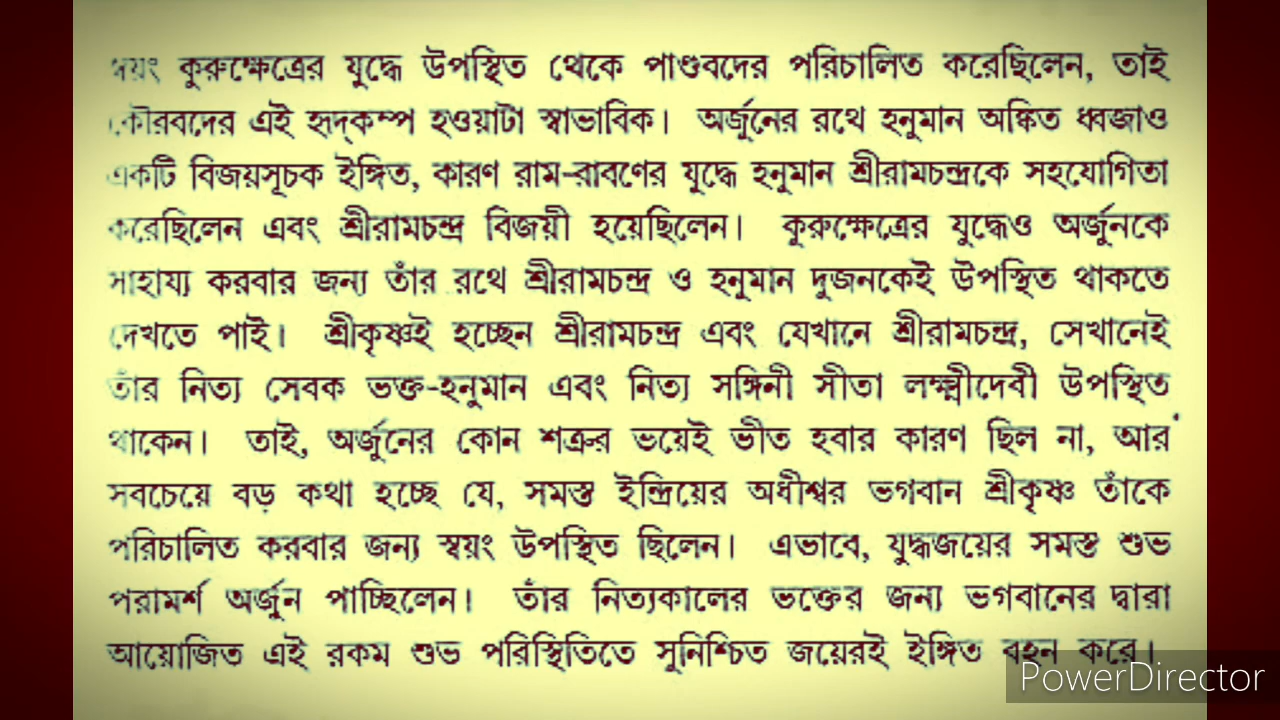 স্বয়ং কুরুক্ষেত্রের যুদ্ধে উপস্থিত থেকে পাণ্ডবদের পরিচালিত করেছিলেন, তাই
কৌরবদের এই হৃদ্‌কম্প হওয়াটা স্বাভাবিক। অর্জুনের রথে হনুমান অঙ্কিত ধ্বজাও
একটি বিজয়সূচক ইঙ্গিত, কারণ রাম-রাবণের যুদ্ধে হনুমান শ্রীরামচন্দ্রকে সহযোগিতা
করেছিলেন এবং শ্রীরামচন্দ্র বিজয়ী হয়েছিলেন। কুরুক্ষেত্রের যুদ্ধেও অর্জুনকে
সাহায্য করবার জন্য তাঁর রথে শ্রীরামচন্দ্র ও হনুমান দুজনকেই উপস্থিত থাকতে
দেখতে পাই। শ্রীকৃষ্ণই হচ্ছেন শ্রীরামচন্দ্র এবং যেখানে শ্রীরামচন্দ্র, সেখানেই
তাঁর নিত্য সেবক ভক্ত-হনুমান এবং নিত্য সঙ্গিনী সীতা লক্ষ্মীদেবী উপস্থিত
থাকেন। তাই, অর্জুনের কোন শত্রুর ভয়েই ভীত হবার কারণ ছিল না, আর
সবচেয়ে বড় কথা হচ্ছে যে, সমস্ত ইন্দ্রিয়ের অধীশ্বর ভগবান শ্রীকৃষ্ণ তাঁকে
পরিচালিত করবার জন্য স্বয়ং উপস্থিত ছিলেন। এভাবে, যুদ্ধজয়ের সমস্ত শুভ
পরামর্শ অর্জুন পাচ্ছিলেন। তাঁর নিত্যকালের ভক্তের জন্য ভগবানের দ্বারা
আয়োজিত এই রকম শুভ পরিস্থিতিতে সুনিশ্চিত জয়েরই ইঙ্গিত বহন করে।
PowerDirector